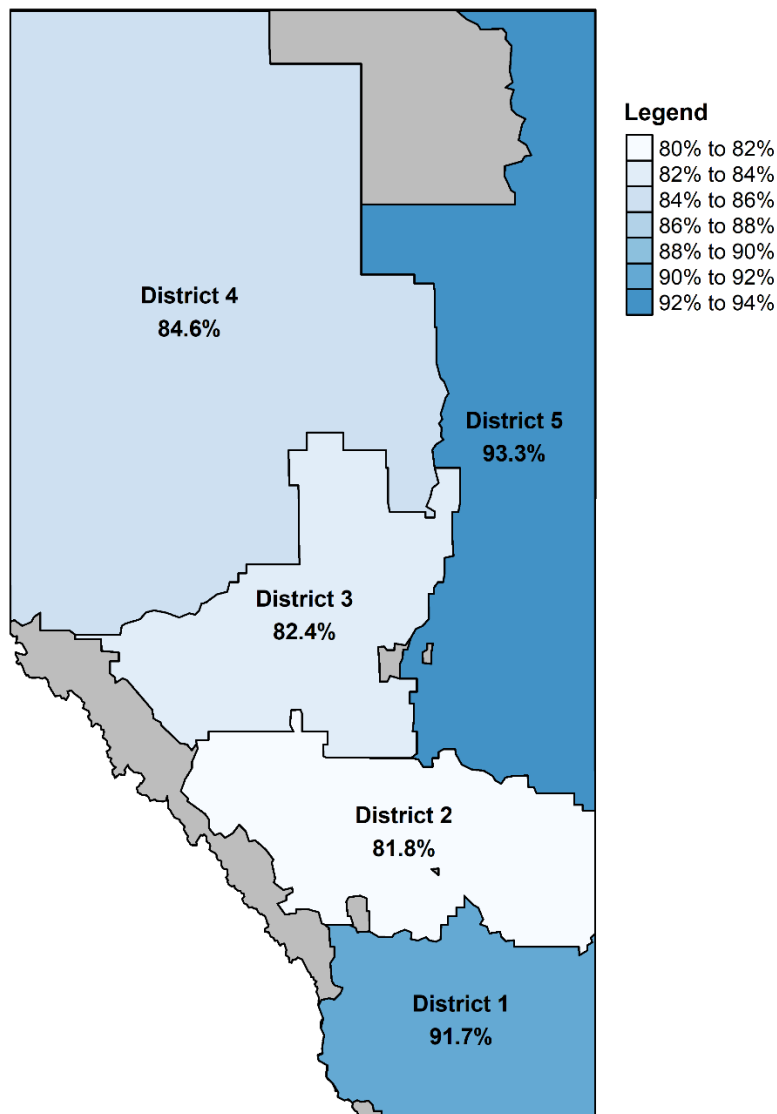 Legend
80% to 82%
82% to 84%
84% to 86%
86% to 88%
88% to 90%
90% to 92%
92% to 94%
District 4
84.6%
District 5
93.3%
District 3
82.4%
District 2
81.8%
District 1
91.7%